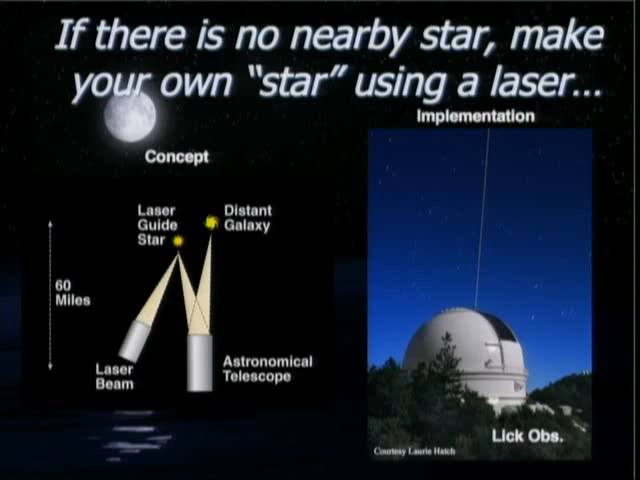 If there is no nearby star, make
your own “star” using a laser...
Implementation
Concept
Laser
Guide
Star
Distant
Galaxy
60
Miles
Laser
Beam
Astronomical
Telescope
Lick Obs.
Courtesy Laurie Hatch